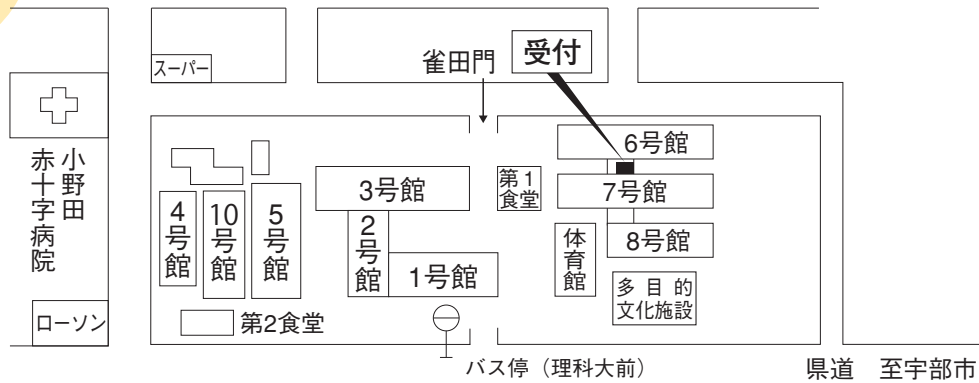 スーパー
雀田門
受付
小野田
赤十字病院
ローソン
4号館
10号館
5号館
3号館
2号館
1号館
第2食堂
第1
食堂
6号館
7号館
8号館
体育館
多目的
文化施設
バス停（理科大前）
県道　至宇部市